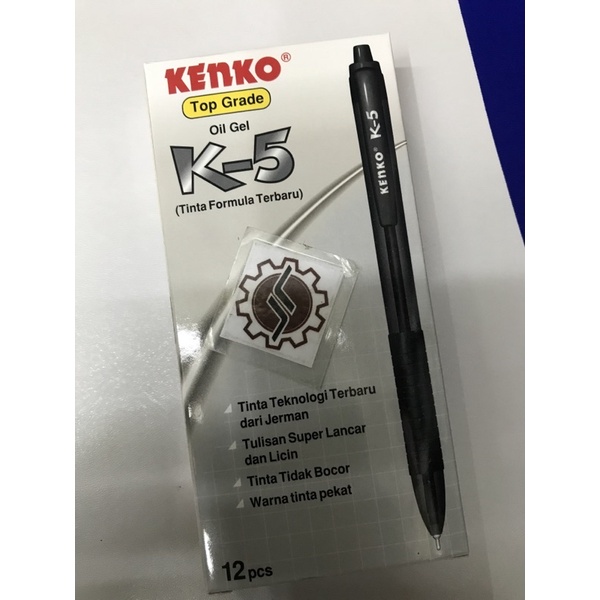 KENKO®
Top Grade
Oil Gel
K-5
(Tinta Formula Terbaru)
KENKO® K-5
Tinta Teknologi Terbaru
dari Jerman
Tulisan Super Lancar
dan Licin
Tinta Tidak Bocor
Warna tinta pekat
12 pcs